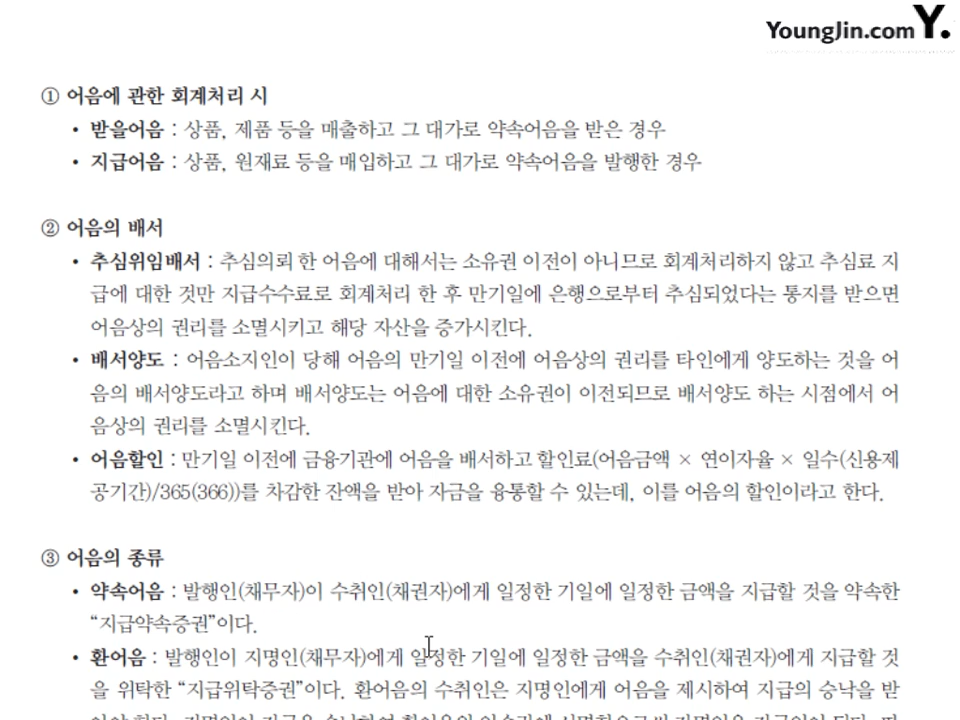 YoungJin.com Y.
① 어음에 관한 회계처리 시
• 받을어음 : 상품, 제품 등을 매출하고 그 대가로 약속어음을 받은 경우
• 지급어음 : 상품, 원재료 등을 매입하고 그 대가로 약속어음을 발행한 경우
② 어음의 배서
• 추심위임배서 : 추심의뢰 한 어음에 대해서는 소유권 이전이 아니므로 회계처리하지 않고 추심료 지
급에 대한 것만 지급수수료로 회계처리 한 후 만기일에 은행으로부터 추심되었다는 통지를 받으면
어음상의 권리를 소멸시키고 해당 자산을 증가시킨다.
• 배서양도 : 어음소지인이 당해 어음의 만기일 이전에 어음상의 권리를 타인에게 양도하는 것을 어
음의 배서양도라고 하며 배서양도는 어음에 대한 소유권이 이전되므로 배서양도 하는 시점에서 어
음상의 권리를 소멸시킨다.
• 어음할인 : 만기일 이전에 금융기관에 어음을 배서하고 할인료(어음금액 × 연이자율 × 일수(신용제
공기간)/365(366))를 차감한 잔액을 받아 자금을 융통할 수 있는데, 이를 어음의 할인이라고 한다.
③ 어음의 종류
• 약속어음 : 발행인(채무자)이 수취인(채권자)에게 일정한 기일에 일정한 금액을 지급할 것을 약속한
“지급약속증권”이다.
• 환어음 : 발행인이 지명인(채무자)에게 일정한 기일에 일정한 금액을 수취인(채권자)에게 지급할 것
을 위탁한 “지급위탁증권”이다. 환어음의 수취인은 지명인에게 어음을 제시하여 지급의 승낙을 받